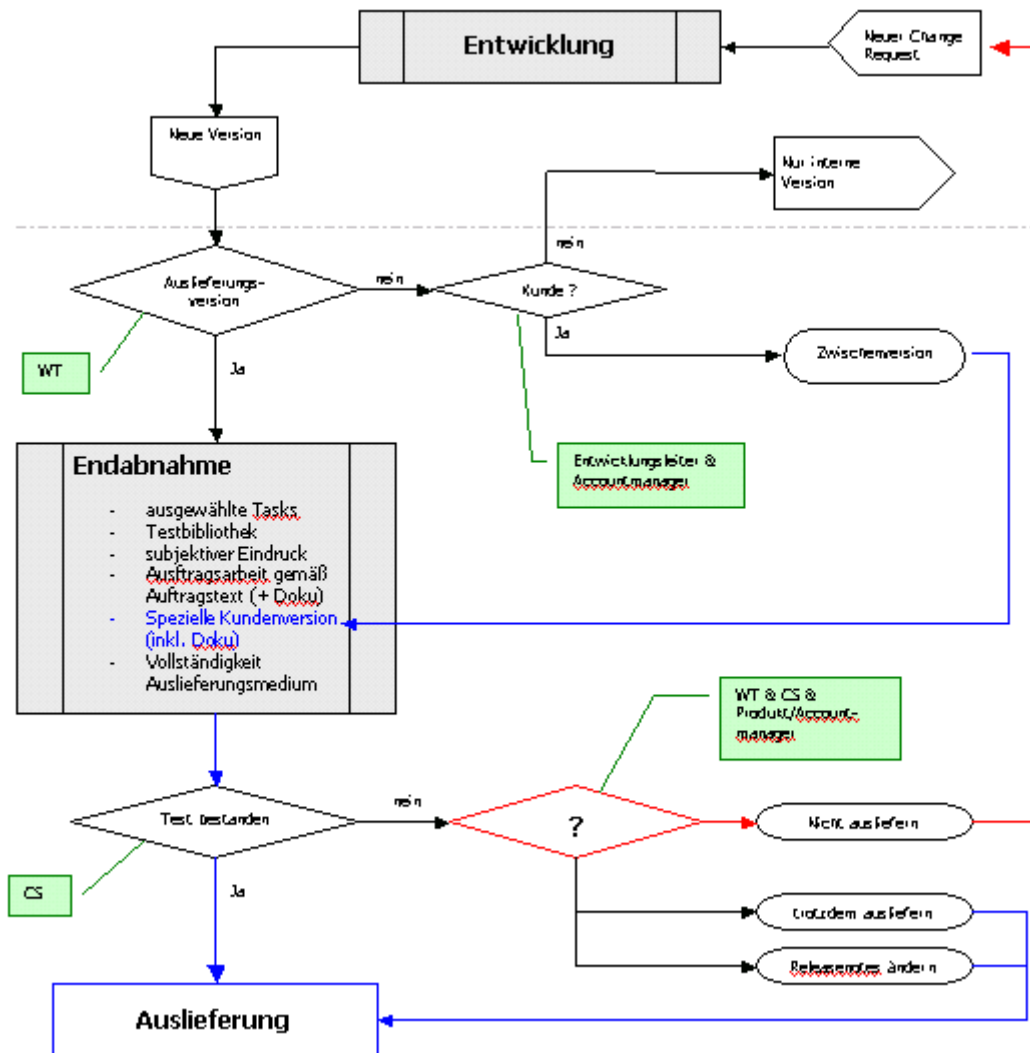 Entwicklung
Neuer Change
Request
Neue Version
Nur interne
Version
nein
Auslieferungs-
version
nein
Kunde ?
Ja
Zwischenversion
WT
Ja
Entwicklungsleiter &
Accountmanager
Endabnahme
- ausgewählte Tasks
- Testbibliothek
- subjektiver Eindruck
- Ausftragsarbeit gemäß
Auftragstext (+ Doku)
- Spezielle Kundenversion
(inkl. Doku)
- Vollständigkeit
Auslieferungsmedium
WT & CS &
Produkt/Account-
manager
Test bestanden
nein
?
Nicht ausliefern
CS
Ja
trotzdem ausliefern
Releasenotes ändern
Auslieferung